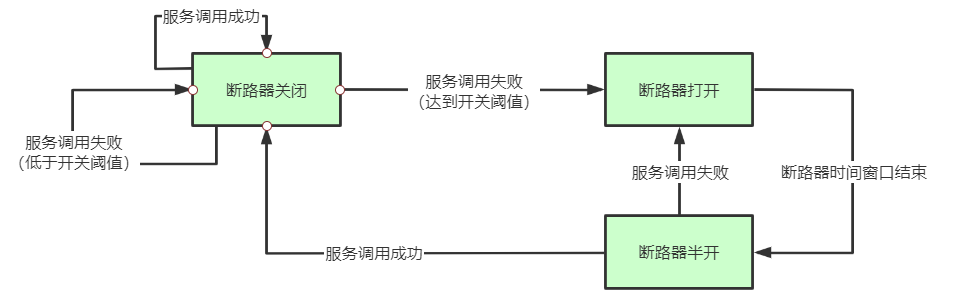 服务调用成功
断路器关闭
服务调用失败
（达到开关阈值）
断路器打开
服务调用失败
（低于开关阈值）
服务调用失败
断路器时间窗口结束
服务调用成功
断路器半开